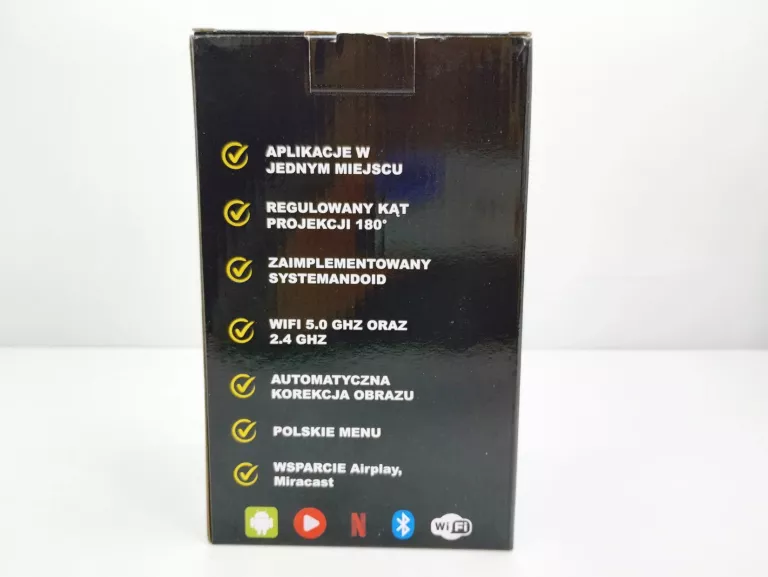 APLIKACJE W
JEDNYM MIEJSCU
REGULOWANY KĄT
PROJEKCJI 180°
ZAIMPLEMENTOWANY
SYSTEMANDOID
WIFI 5.0 GHZ ORAZ
2.4 GHZ
AUTOMATYCZNA
KOREKCJA OBRAZU
POLSKIE MENU
WSPARCIE Airplay,
Miracast
N WiFi